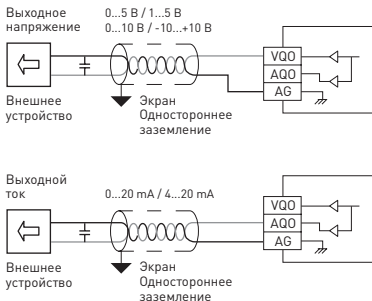 Выходное
напряжение
0...5 В / 1...5 В
0...10 В / -10...+10 В
VQO
AQO
AG
Внешнее
устройство
Экран
Одностороннее
заземление
Выходной
ток
0...20 mA / 4...20 mA
VQO
AQO
AG
Внешнее
устройство
Экран
Одностороннее
заземление